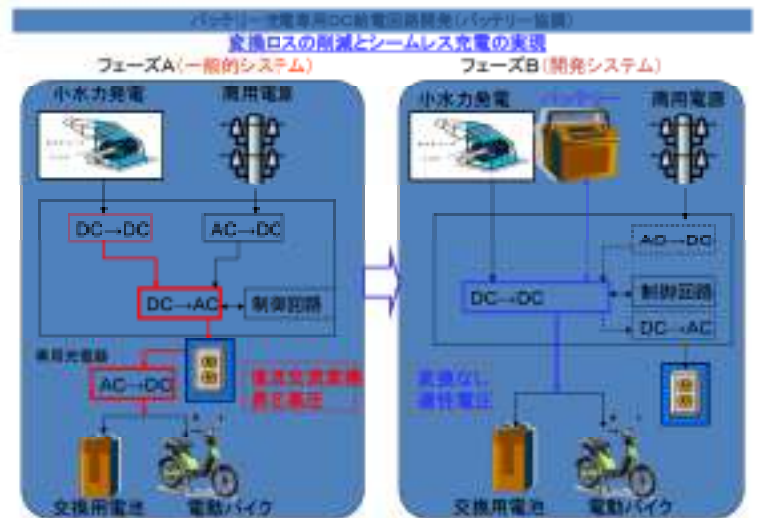 バッテリー充電専用DC給電回路開発(バッテリー協調)
変換ロスの削減とシームレス充電の実現
フェーズA(一般的システム)
フェーズB(開発システム)
小水力発電
商用電源
DC→DC
AC→DC
DC→AC
制御回路
専用充電器
AC→DC
交換用電池
電動バイク
小水力発電
バッテリー
商用電源
AC→DC
DC→DC
制御回路
DC→AC
変換なし
適性電圧
交換用電池
電動バイク